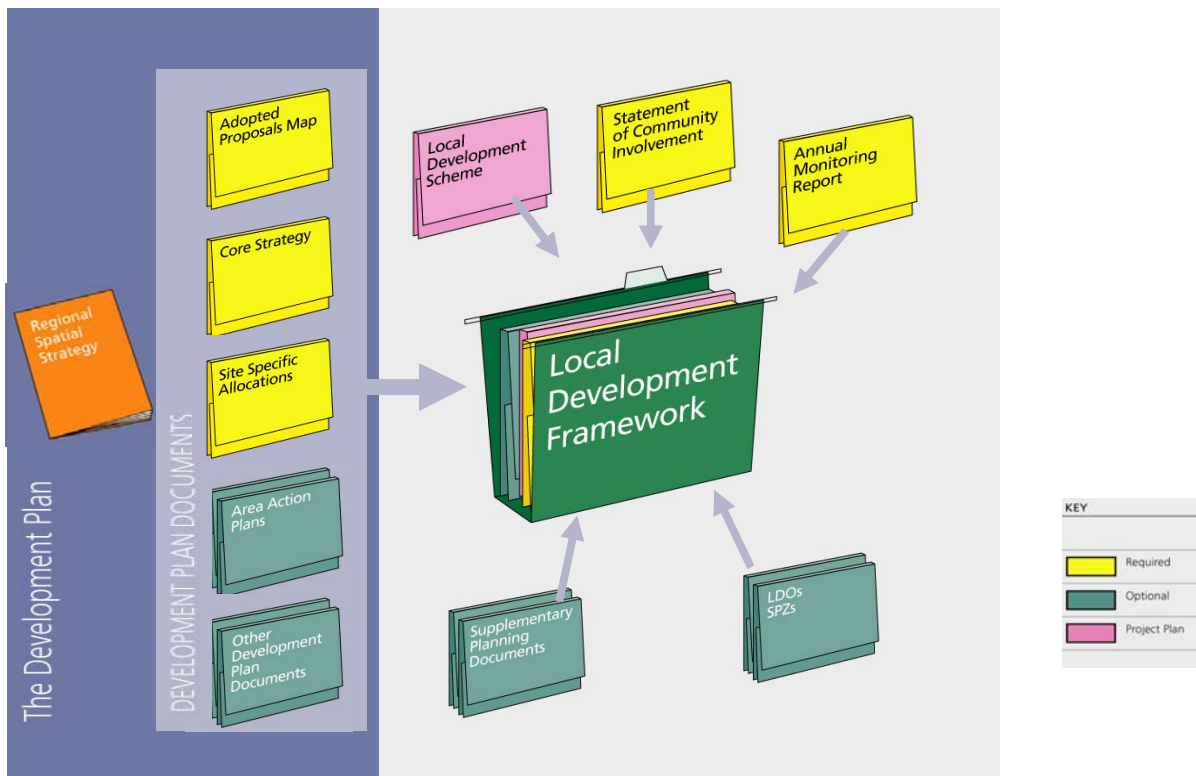 The Development Plan
Regional
Spatial
Strategy
DEVELOPMENT PLAN DOCUMENTS
Adopted
Proposals Map
Core Strategy
Site Specific
Allocations
Area Action
Plans
Other
Development
Plan
Documents
Local
Development
Scheme
Statement
of Community
Involvement
Annual
Monitoring
Report
Local
Development
Framework
Supplementary
Planning
Documents
LDOs
SPZs
KEY
Required
Optional
Project Plan